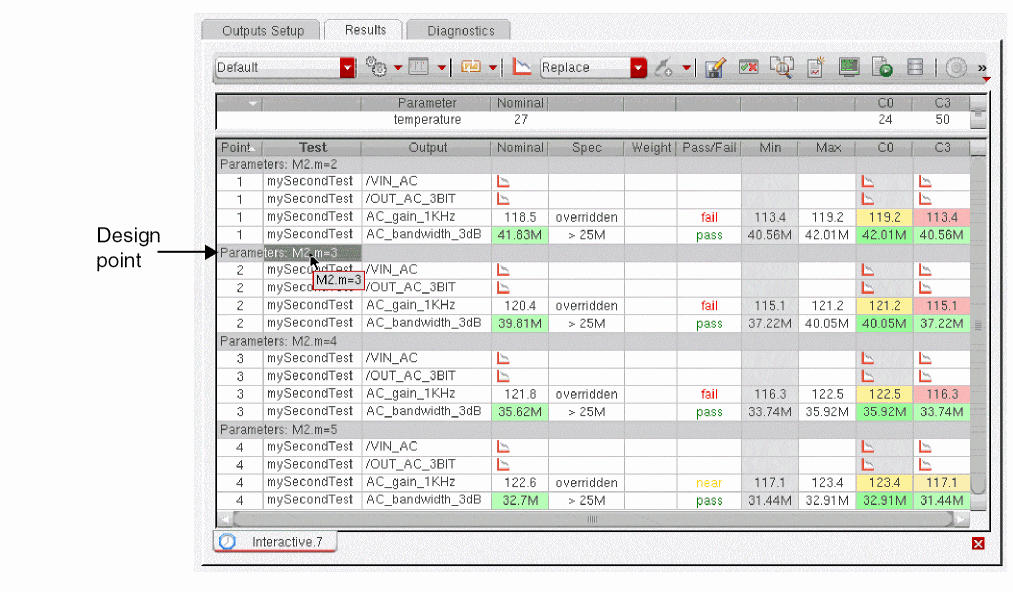 Outputs Setup Results Diagnostics
Default Replace »
Parameter Nominal C0 C3
temperature 27 24 50
Point Test Output Nominal Spec Weight Pass/Fail Min Max C0 C3
Parameters: M2.m=2
1 mySecondTest /VIN_AC
1 mySecondTest /OUT_AC_3BIT
1 mySecondTest AC_gain_1KHz 118.5 overridden fail 113.4 119.2 119.2 113.4
1 mySecondTest AC_bandwidth_3dB 41.83M > 25M pass 40.56M 42.01M 42.01M 40.56M
Design
point
Parameters: M2.m=3
2 mySecondTest /VIN_AC
M2.m=3
2 /OUT_AC_3BIT
2 mySecondTest AC_gain_1KHz 120.4 overridden fail 115.1 121.2 121.2 115.1
2 mySecondTest AC_bandwidth_3dB 39.81M > 25M pass 37.22M 40.05M 40.05M 37.22M
Parameters: M2.m=4
3 mySecondTest /VIN_AC
3 mySecondTest /OUT_AC_3BIT
3 mySecondTest AC_gain_1KHz 121.8 overridden fail 116.3 122.5 122.5 116.3
3 mySecondTest AC_bandwidth_3dB 35.62M > 25M pass 33.74M 35.92M 35.92M 33.74M
Parameters: M2.m=5
4 mySecondTest /VIN_AC
4 mySecondTest /OUT_AC_3BIT
4 mySecondTest AC_gain_1KHz 122.6 overridden near 117.1 123.4 123.4 117.1
4 mySecondTest AC_bandwidth_3dB 32.7M > 25M pass 31.44M 32.91M 32.91M 31.44M
Interactive.7